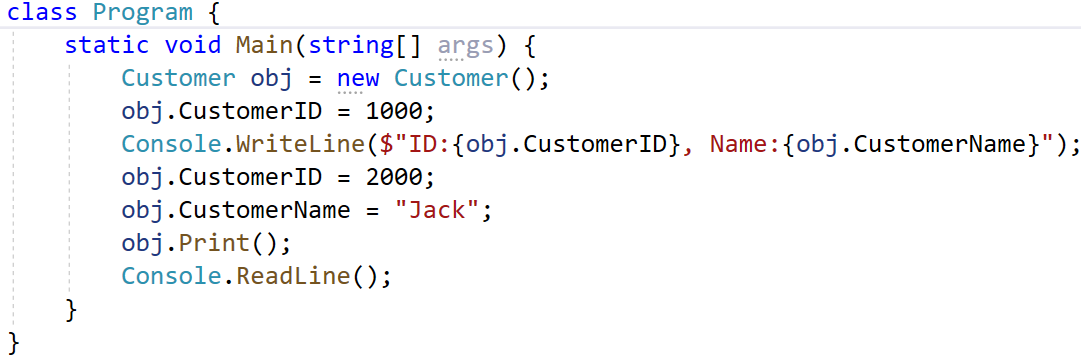 class Program {
static void Main(string[] args) {
Customer obj = new Customer();
obj.CustomerID = 1000;
Console.WriteLine($"ID:{obj.CustomerID}, Name:{obj.CustomerName}");
obj.CustomerID = 2000;
obj.CustomerName = "Jack";
obj.Print();
Console.ReadLine();
}
}